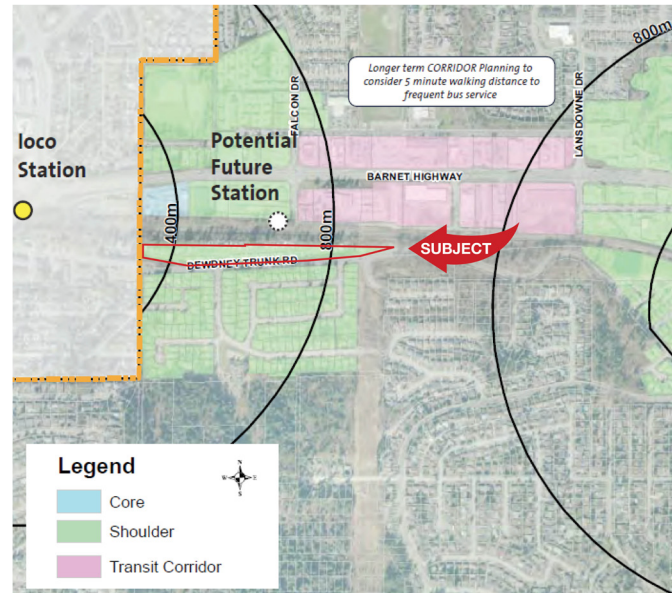 800m
Longer term CORRIDOR Planning to
consider 5 minute walking distance to
frequent bus service
FALCON DR
LANSDOWNE DR
Ioco
Station
Potential
Future
Station
BARNET HIGHWAY
400m
800m
SUBJECT
DEWDNEY TRUNK RD
Legend
N
W
E
S
Core
Shoulder
Transit Corridor